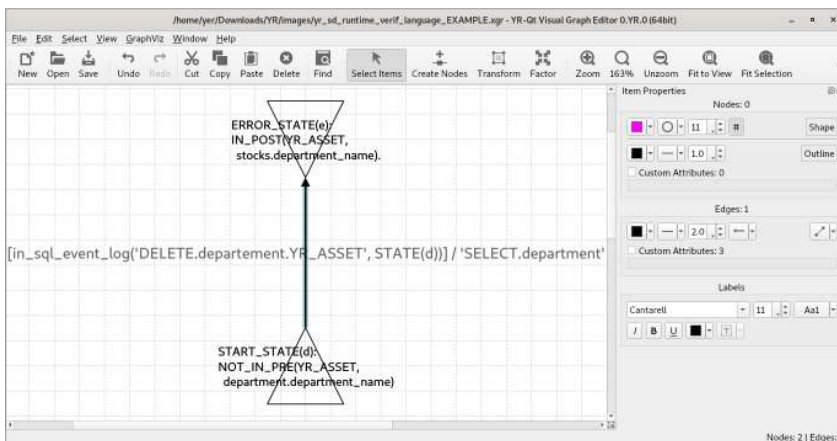 /home/yer/Downloads/YR/images/yr_sd_runtime_verif_language_EXAMPLE.xgr - YR-Qt Visual Graph Editor 0.YR.0 (64bit)
File Edit Select View GraphViz Window Help
New Open Save Undo Redo Cut Copy Paste Delete Find Select Items Create Nodes Transform Factor Zoom 163% Unzoom Fit to View Fit Selection
Item Properties
Nodes: 0
11 # Shape
1.0 Outline
Custom Attributes: 0
Edges: 1
2.0
Custom Attributes: 3
Labels
Cantarell 11 Aa1
I B U T
ERROR_STATE(e):
IN_POST(YR_ASSET,
stocks.department_name).
[in_sql_event_log('DELETE.departement.YR_ASSET', STATE(d))] / 'SELECT.department'
START_STATE(d):
NOT_IN_PRE(YR_ASSET,
department.department_name)
Nodes: 2 | Edges: